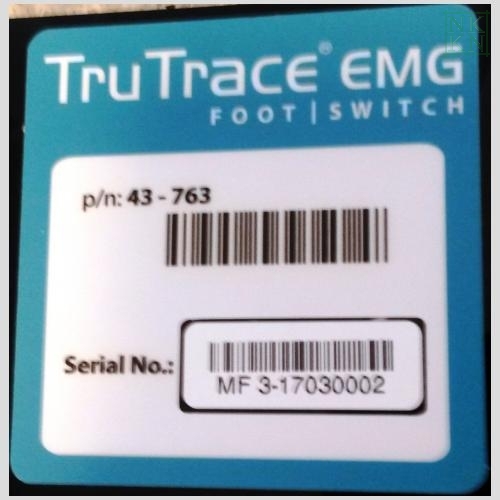 TruTrace® EMG
FOOT | SWITCH
p/n: 43 - 763
Serial No.:
MF 3-17030002